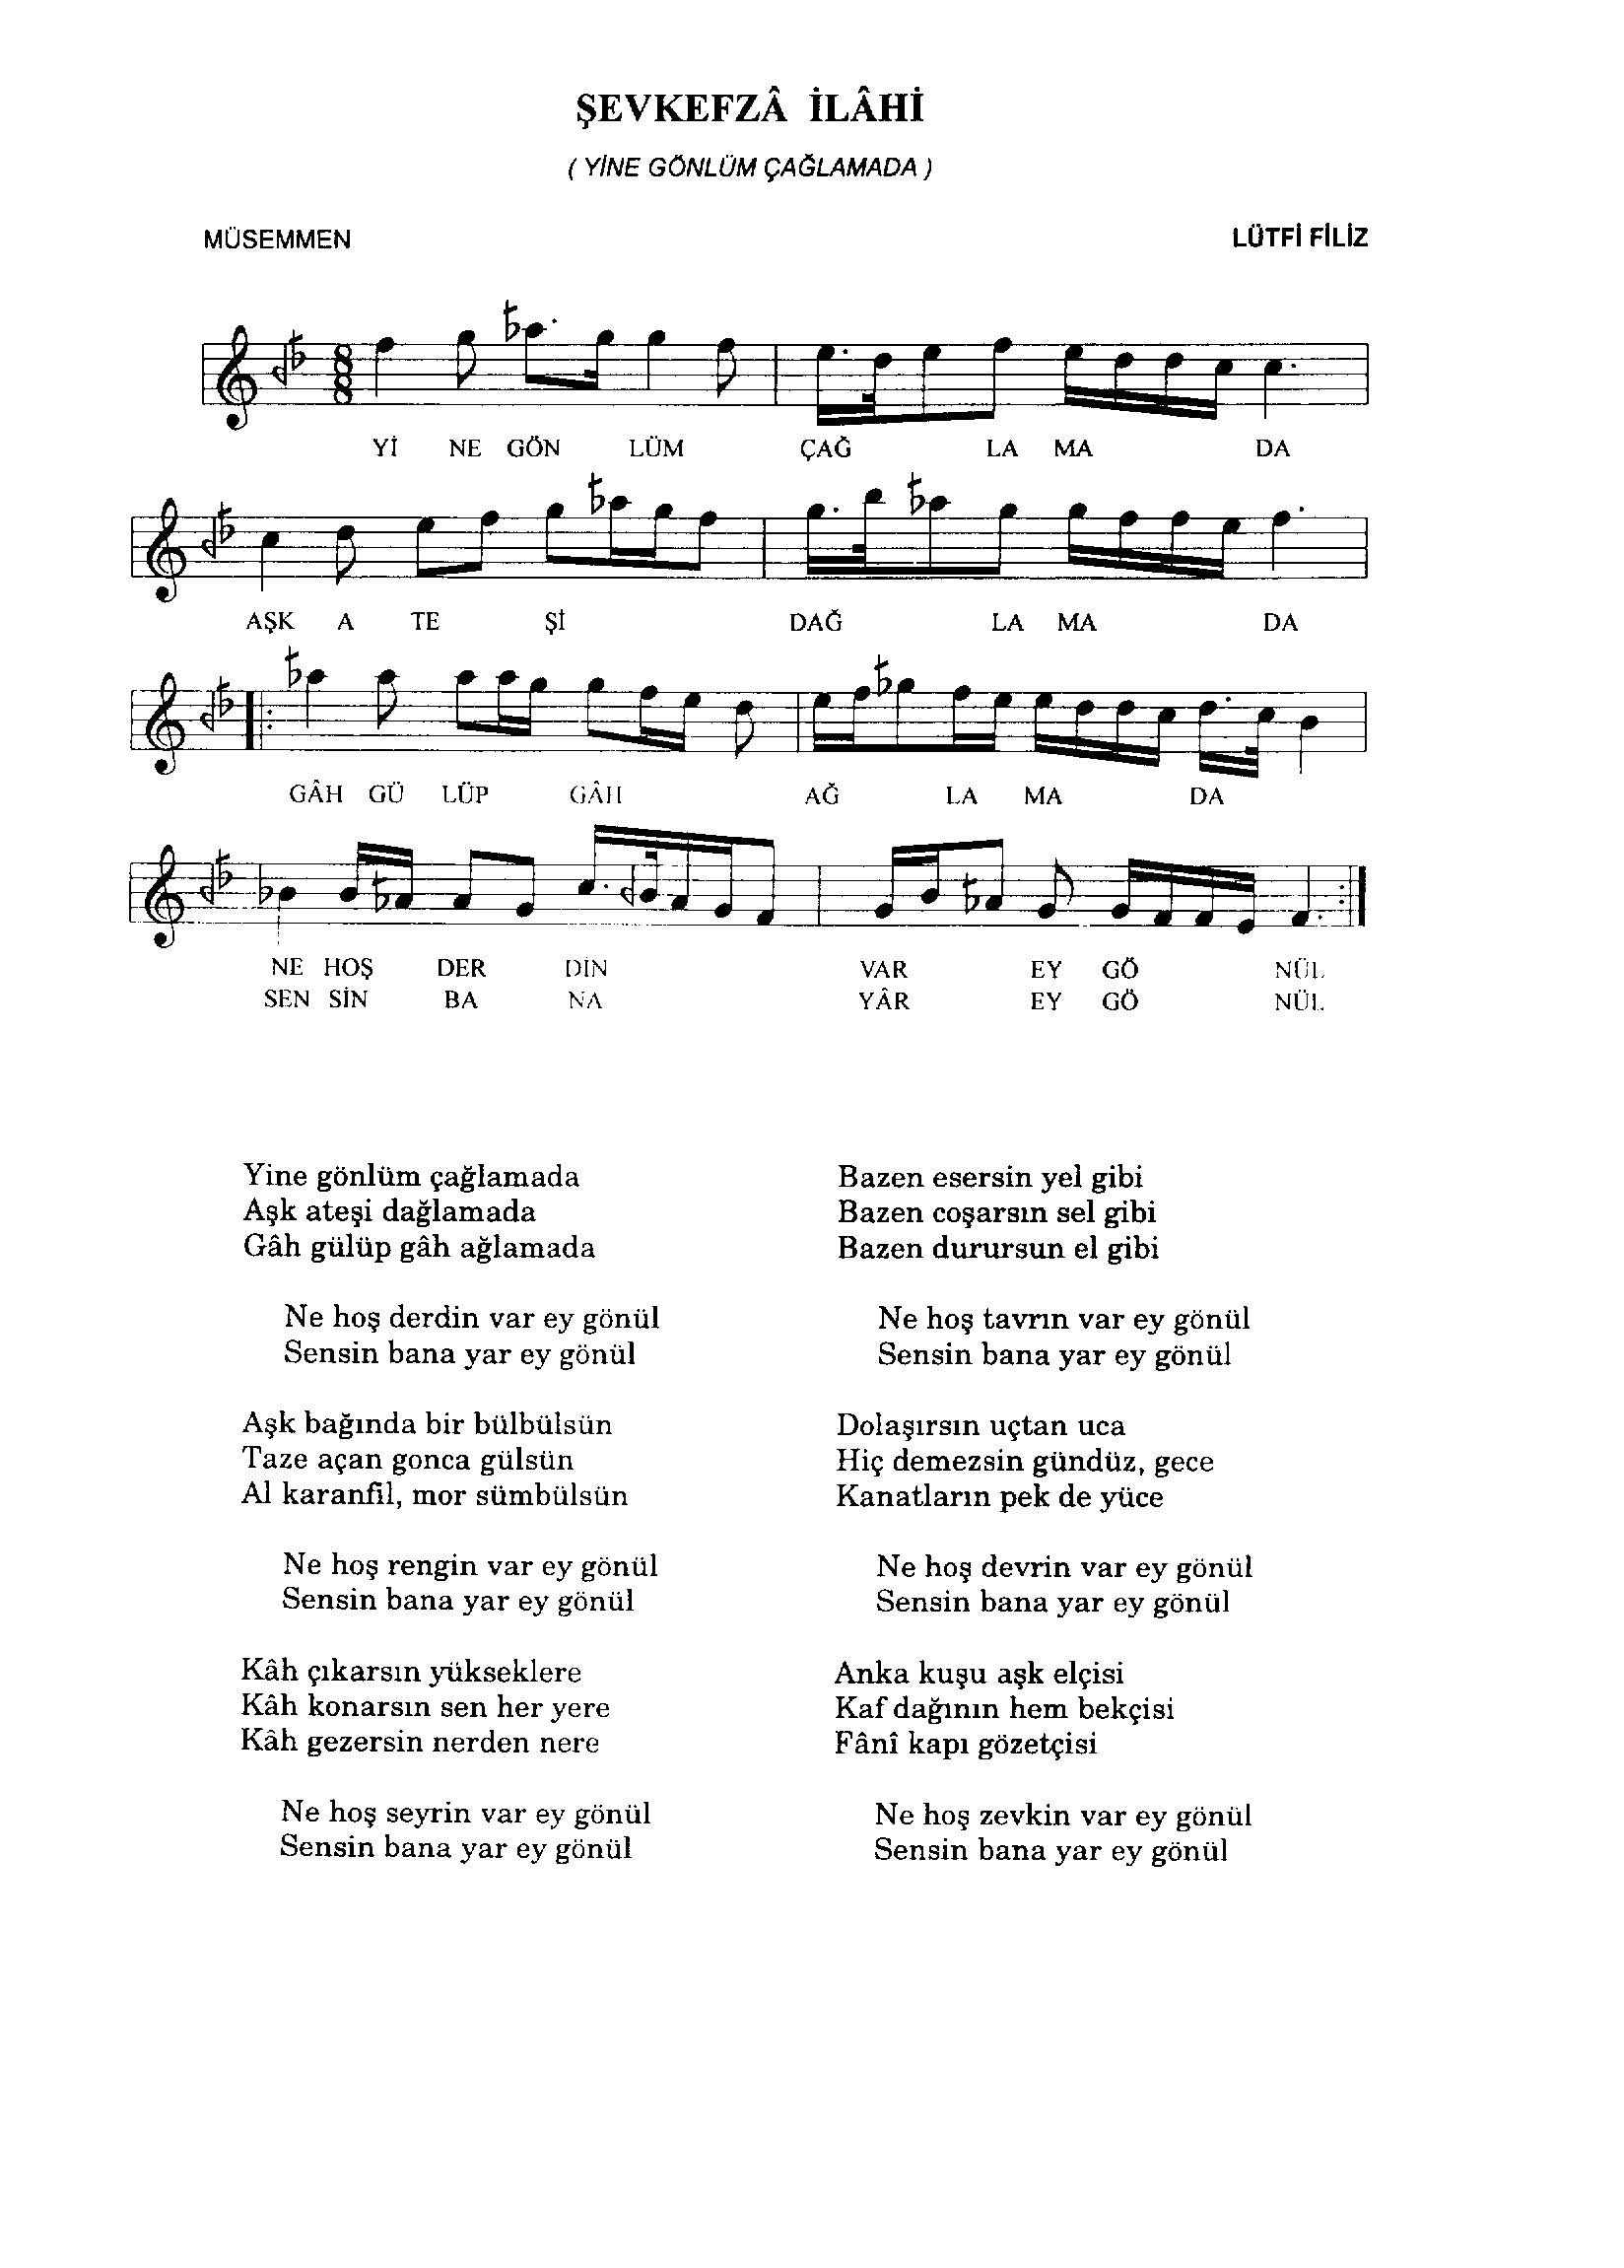 ŞEVKEFZÂ İLÂHİ
( YİNE GÖNLÜM ÇAĞLAMADA )
MÜSEMMEN
LÜTFİ FİLİZ
8
8
Yİ NE GÖN LÜM ÇAĞ LA MA DA
AŞK A TE Şİ DAĞ LA MA DA
GÂH GÜ LÜP GÂH AĞ LA MA DA
NE HOŞ DER DİN VAR EY GÖ NÜL
SEN SİN BA NA YÂR EY GÖ NÜL
Yine gönlüm çağlamada
Aşk ateşi dağlamada
Gâh gülüp gâh ağlamada
Ne hoş derdin var ey gönül
Sensin bana yar ey gönül
Aşk bağında bir bülbülsün
Taze açan gonca gülsün
Al karanfil, mor sümbülsün
Ne hoş rengin var ey gönül
Sensin bana yar ey gönül
Kâh çıkarsın yükseklere
Kâh konarsın sen her yere
Kâh gezersin nerden nere
Ne hoş seyrin var ey gönül
Sensin bana yar ey gönül
Bazen esersin yel gibi
Bazen coşarsın sel gibi
Bazen durursun el gibi
Ne hoş tavrın var ey gönül
Sensin bana yar ey gönül
Dolaşırsın uçtan uca
Hiç demezsin gündüz, gece
Kanatların pek de yüce
Ne hoş devrin var ey gönül
Sensin bana yar ey gönül
Anka kuşu aşk elçisi
Kaf dağının hem bekçisi
Fânî kapı gözetçisi
Ne hoş zevkin var ey gönül
Sensin bana yar ey gönül